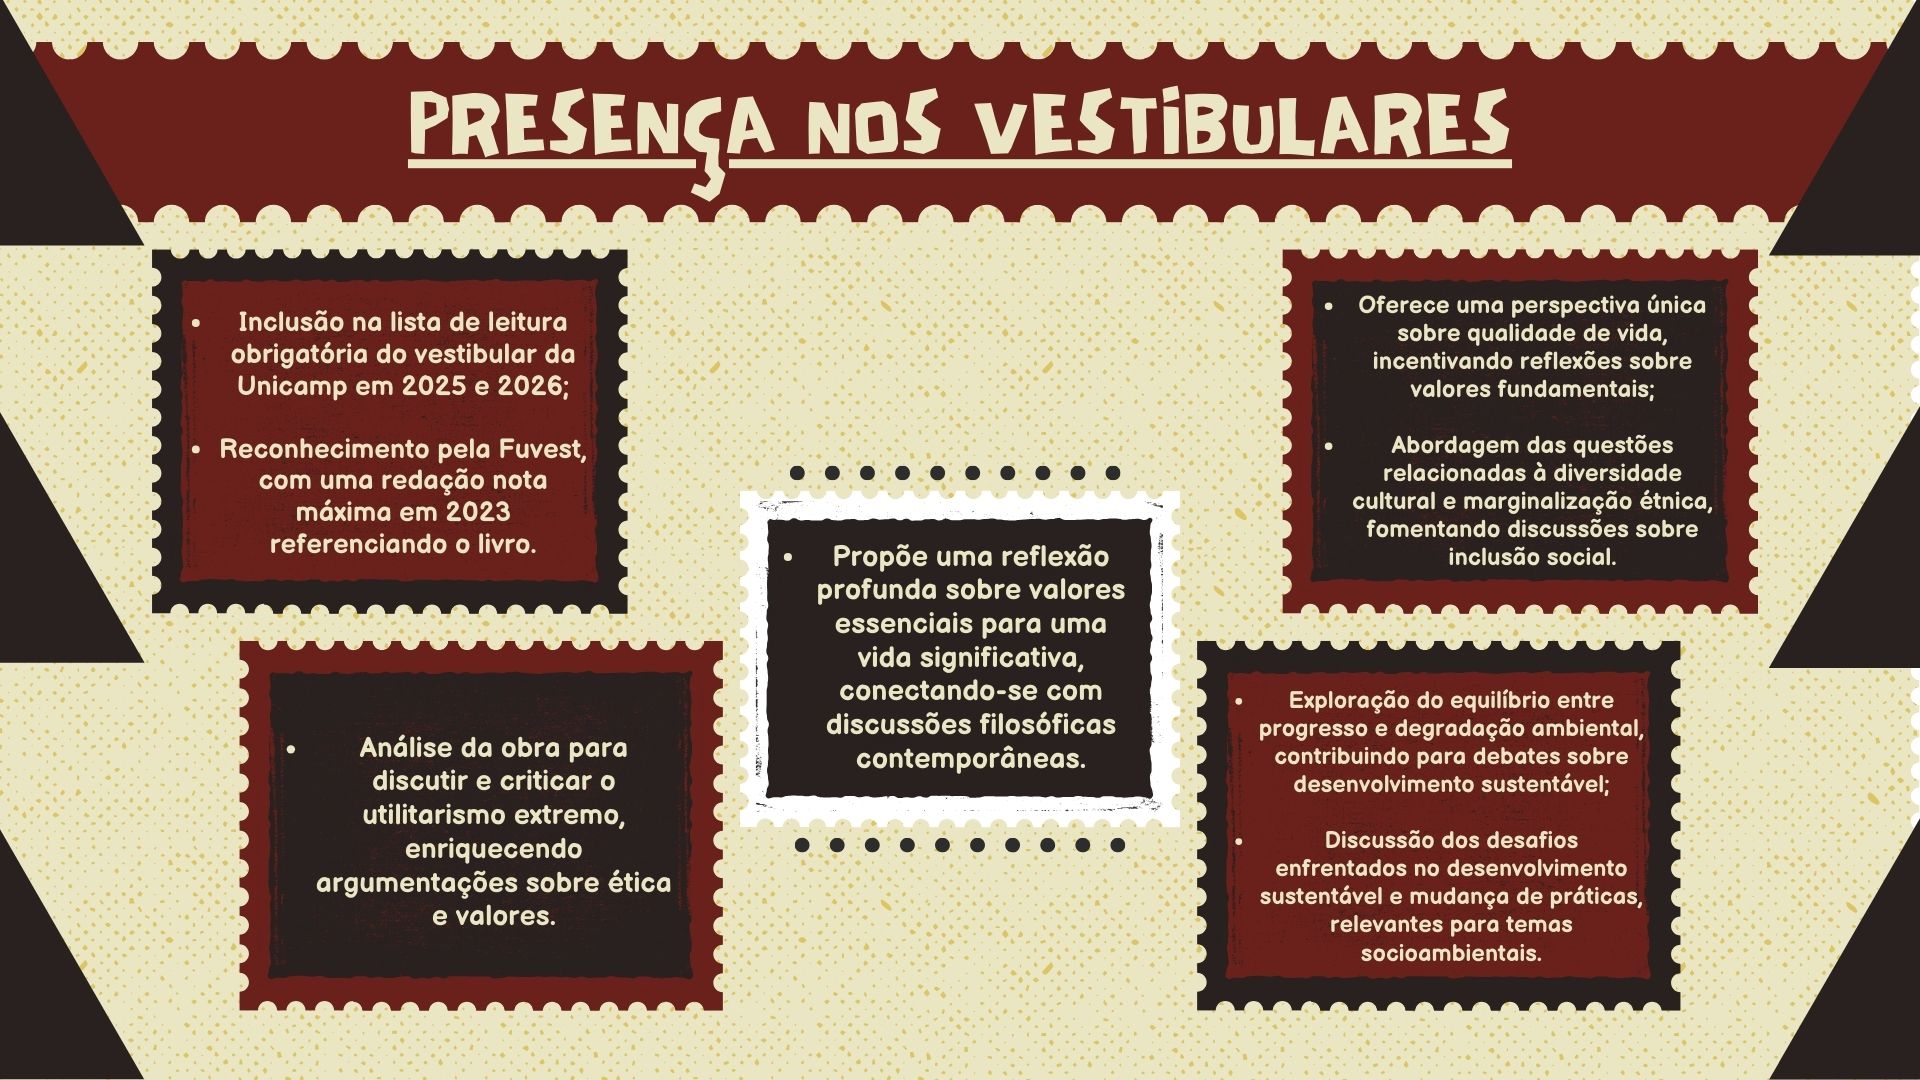 PRESENÇA NOS VESTIBULARES
• Inclusão na lista de leitura
obrigatória do vestibular da
Unicamp em 2025 e 2026;
• Reconhecimento pela Fuvest,
com uma redação nota
máxima em 2023
referenciando o livro.
• Análise da obra para
discutir e criticar o
utilitarismo extremo,
enriquecendo
argumentações sobre ética
e valores.
• Propõe uma reflexão
profunda sobre valores
essenciais para uma
vida significativa,
conectando-se com
discussões filosóficas
contemporâneas.
• Oferece uma perspectiva única
sobre qualidade de vida,
incentivando reflexões sobre
valores fundamentais;
• Abordagem das questões
relacionadas à diversidade
cultural e marginalização étnica,
fomentando discussões sobre
inclusão social.
• Exploração do equilíbrio entre
progresso e degradação ambiental,
contribuindo para debates sobre
desenvolvimento sustentável;
• Discussão dos desafios
enfrentados no desenvolvimento
sustentável e mudança de práticas,
relevantes para temas
socioambientais.